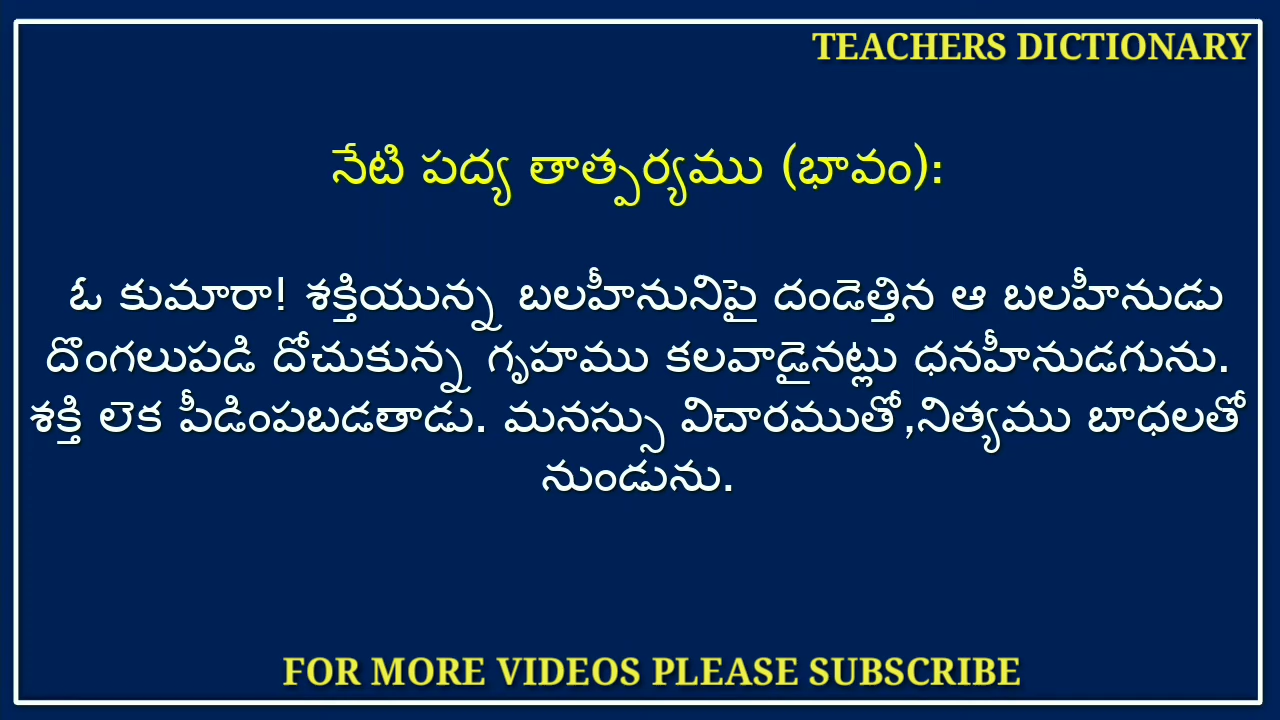 TEACHERS DICTIONARY
నేటి పద్య తాత్పర్యము (భావం):
ఓ కుమారా! శక్తియున్న బలహీనునిపై దండెత్తిన ఆ బలహీనుడు
దొంగలుపడి దోచుకున్న గృహము కలవాడైనట్లు ధనహీనుడగును.
శక్తి లెక పీడింపబడతాడు. మనస్సు విచారముతో,నిత్యము బాధలతో
నుండును.
FOR MORE VIDEOS PLEASE SUBSCRIBE